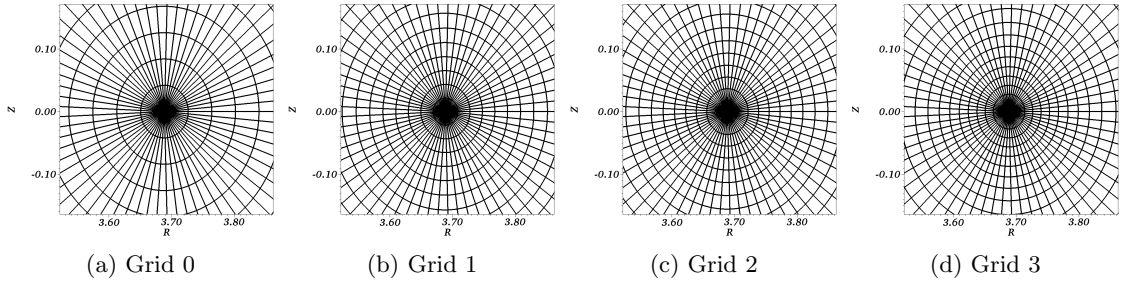 0.10 0.10 0.10 0.10
Z Z Z Z
0.00 0.00 0.00 0.00
-0.10 -0.10 -0.10 -0.10
3.60 3.70 3.80 3.60 3.70 3.80 3.60 3.70 3.80 3.60 3.70 3.80
R R R R
(a) Grid 0 (b) Grid 1 (c) Grid 2 (d) Grid 3